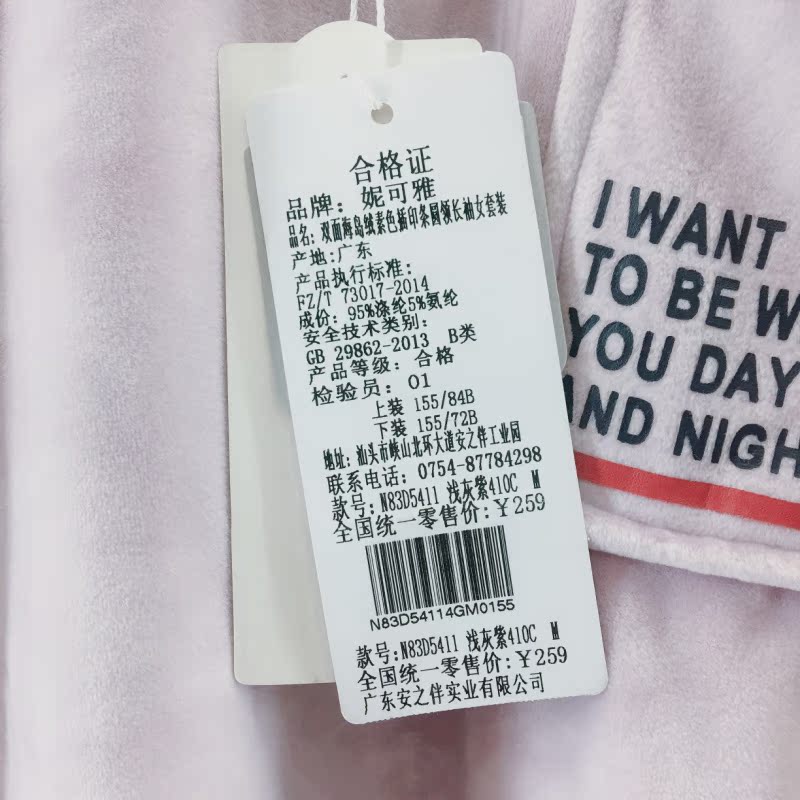 合格证
品牌：妮可雅
品名：双面海岛绒素色插印条圆领长袖女套装
产地:广东
产品执行标准：
FZ/T 73017-2014
成份：95%涤纶5%氨纶
安全技术类别：
GB 29862-2013 B类
产品等级：合格
检验员：01
上装 155/84B
下装 155/72B
地址：汕头市峡山北环大道安之伴工业园
联系电话：0754-87784298
款号：N83D5411 浅灰紫410C M
全国统一零售价:￥259
N83D54114GM0155
款号:N83D5411 浅灰紫410C M
全国统一零售价:￥259
广东安之伴实业有限公司
I WANT
TO BE W
YOU DAY
AND NIGH